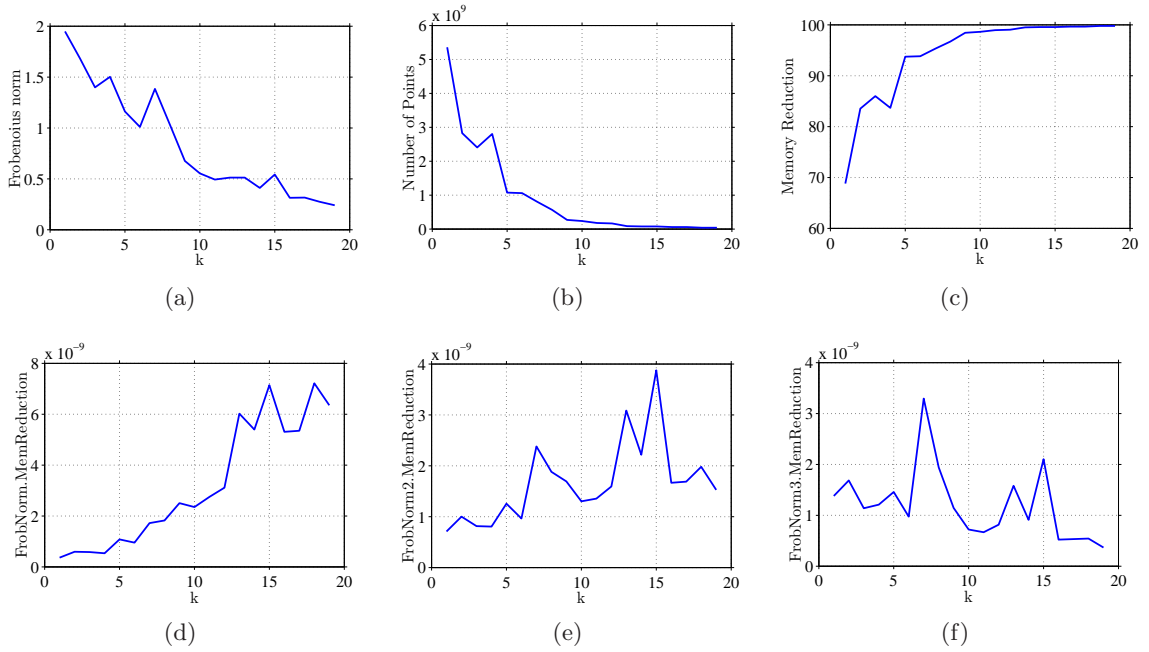 2
1.5
1
0.5
0
0 5 10 15 20
Frobenoius norm
k
(a)
x 10⁹
6
5
4
3
2
1
0
0 5 10 15 20
Number of Points
k
(b)
100
90
80
70
60
0 5 10 15 20
Memory Reduction
k
(c)
x 10⁻⁹
8
6
4
2
0
0 5 10 15 20
FrobNorm.MemReduction
k
(d)
x 10⁻⁹
4
3
2
1
0
0 5 10 15 20
FrobNorm2.MemReduction
k
(e)
x 10⁻⁹
4
3
2
1
0
0 5 10 15 20
FrobNorm3.MemReduction
k
(f)